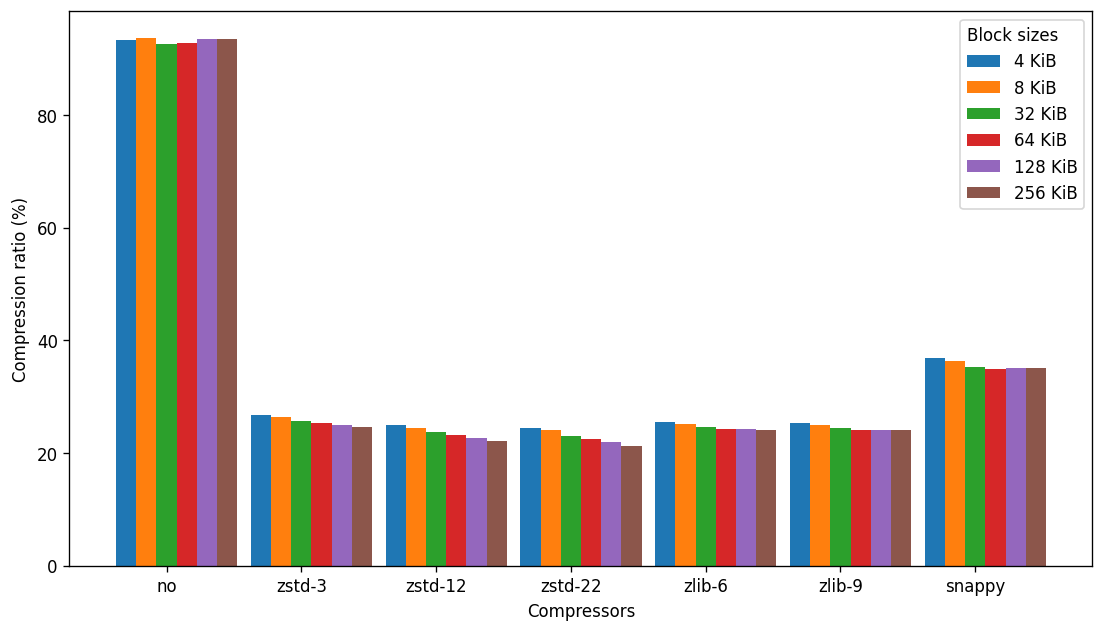 Block sizes
4 KiB
8 KiB
32 KiB
64 KiB
128 KiB
256 KiB
Compression ratio (%)
80
60
40
20
0
no zstd-3 zstd-12 zstd-22 zlib-6 zlib-9 snappy
Compressors